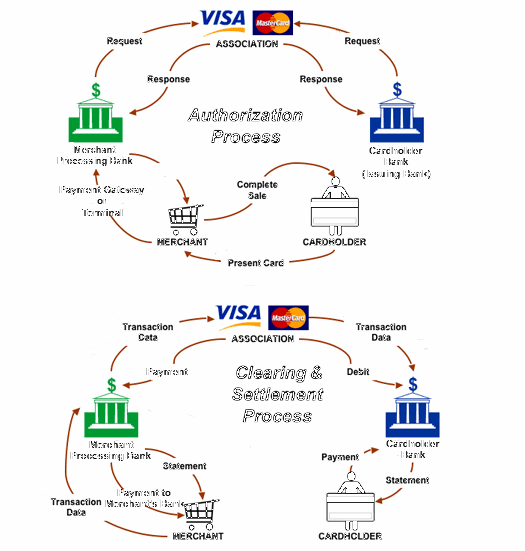 VISA MasterCard
ASSOCIATION
Request
Request
Response
Response
$
$
Authorization
Process
Merchant
Processing Bank
Cardholder
Bank
(Issuing Bank)
Payment Gateway
or
Terminal
Complete
Sale
MERCHANT
CARDHOLDER
Present Card
VISA MasterCard
ASSOCIATION
Transaction
Data
Transaction
Data
Payment
Debit
$
$
Clearing &
Settlement
Process
Merchant
Processing Bank
Cardholder
Bank
Statement
Payment
Statement
Payment to
Merchant's Bank
Transaction
Data
MERCHANT
CARDHOLDER